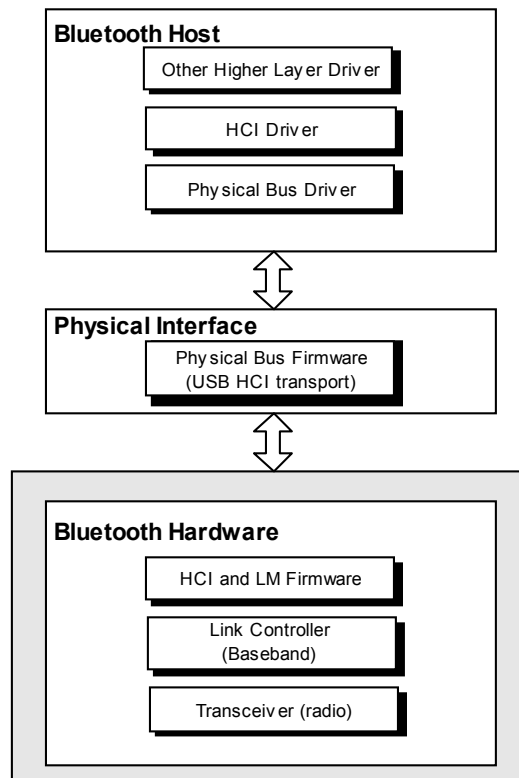 Bluetooth Host
Other Higher Layer Driver
HCI Driver
Physical Bus Driver
Physical Interface
Physical Bus Firmware
(USB HCI transport)
Bluetooth Hardware
HCI and LM Firmware
Link Controller
(Baseband)
Transceiver (radio)